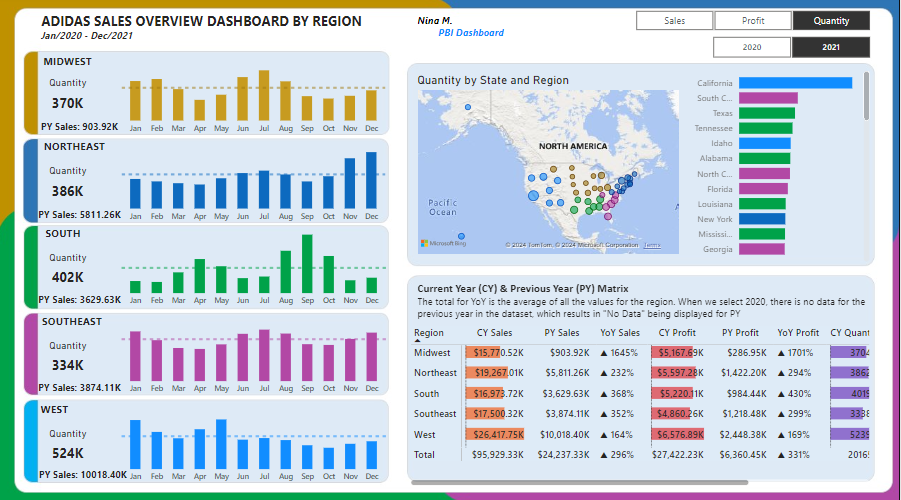 ADIDAS SALES OVERVIEW DASHBOARD BY REGION
Jan/2020 - Dec/2021
Nina M.
PBI Dashboard
Sales Profit Quantity
2020 2021
MIDWEST
Quantity
370K
PY Sales: 903.92K
Jan Feb Mar Apr May Jun Jul Aug Sep Oct Nov Dec
NORTHEAST
Quantity
386K
PY Sales: 5811.26K
Jan Feb Mar Apr May Jun Jul Aug Sep Oct Nov Dec
SOUTH
Quantity
402K
PY Sales: 3629.63K
Jan Feb Mar Apr May Jun Jul Aug Sep Oct Nov Dec
SOUTHEAST
Quantity
334K
PY Sales: 3874.11K
Jan Feb Mar Apr May Jun Jul Aug Sep Oct Nov Dec
WEST
Quantity
524K
PY Sales: 10018.40K
Jan Feb Mar Apr May Jun Jul Aug Sep Oct Nov Dec
Quantity by State and Region
NORTH AMERICA
Pacific
Ocean
A
Microsoft Bing
© 2024 TomTom, © 2024 Microsoft Corporation Terms
California
South C...
Texas
Tennessee
Idaho
Alabama
North C...
Florida
Louisiana
New York
Mississi...
Georgia
Current Year (CY) & Previous Year (PY) Matrix
The total for YoY is the average of all the values for the region. When we select 2020, there is no data for the
previous year in the dataset, which results in "No Data" being displayed for PY
Region CY Sales PY Sales YoY Sales CY Profit PY Profit YoY Profit CY Quant
Midwest $15,770.52K $903.92K ▲ 1645% $5,167.69K $286.95K ▲ 1701% 3704
Northeast $19,267.01K $5,811.26K ▲ 232% $5,597.28K $1,422.20K ▲ 294% 3862
South $16,973.72K $3,629.63K ▲ 368% $5,220.11K $984.44K ▲ 430% 4015
Southeast $17,500.32K $3,874.11K ▲ 352% $4,860.26K $1,218.48K ▲ 299% 3338
West $26,417.75K $10,018.40K ▲ 164% $6,576.89K $2,448.38K ▲ 169% 5239
Total $95,929.33K $24,237.33K ▲ 296% $27,422.23K $6,360.45K ▲ 331% 2016